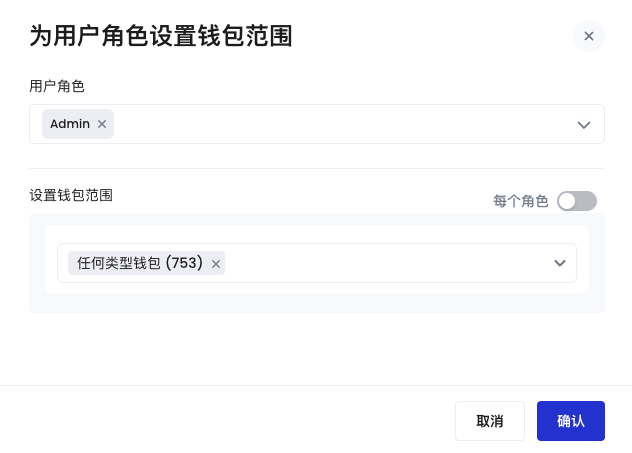 为用户角色设置钱包范围
用户角色
Admin
设置钱包范围
每个角色
任何类型钱包 (753)
取消
确认